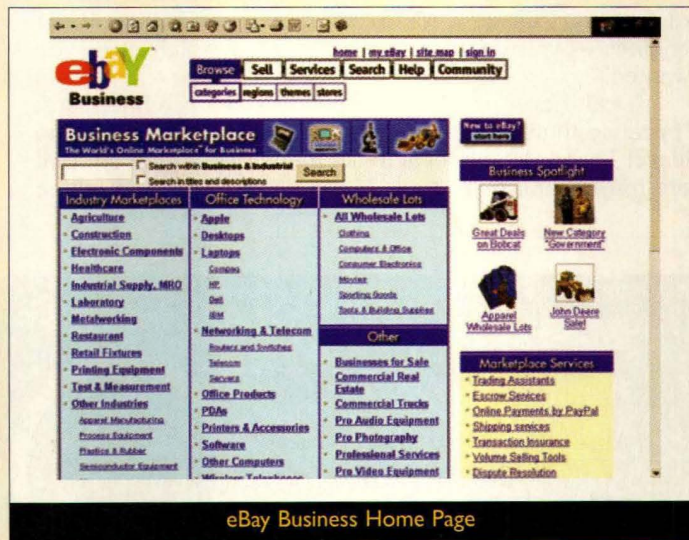 home | my eBay | site map | sign in
ebaY
Business
Browse Sell Services Search Help Community
categories regions themes stores
Business Marketplace
The World's Online Marketplace for Business
New to eBay?
start here
Search within Business & Industrial
Search in titles and descriptions
Search
Industry Marketplaces
Agriculture
Construction
Electronic Components
Healthcare
Industrial Supply, MRO
Laboratory
Metalworking
Restaurant
Retail Fixtures
Printing Equipment
Test & Measurement
Other Industries
Apparel Manufacturing
Process Equipment
Plastics & Rubber
Semiconductor Equipment
Office Technology
Apple
Desktops
Laptops
Compaq
HP
Dell
IBM
Networking & Telecom
Routers and Switches
Telecom
Servers
Office Products
PDAs
Printers & Accessories
Software
Other Computers
Wireless Telephones
Wholesale Lots
All Wholesale Lots
Clothing
Computers & Office
Consumer Electronics
Movies
Sporting Goods
Tools & Building Supplies
Other
Businesses for Sale
Commercial Real
Estate
Commercial Trucks
Pro Audio Equipment
Pro Photography
Professional Services
Pro Video Equipment
Business Spotlight
Great Deals
on Bobcat
New Category
"Government"
Apparel
Wholesale Lots
John Deere
Sale!
Marketplace Services
Trading Assistants
Escrow Services
Online Payments by PayPal
Shipping services
Transaction Insurance
Volume Selling Tools
Dispute Resolution
eBay Business Home Page